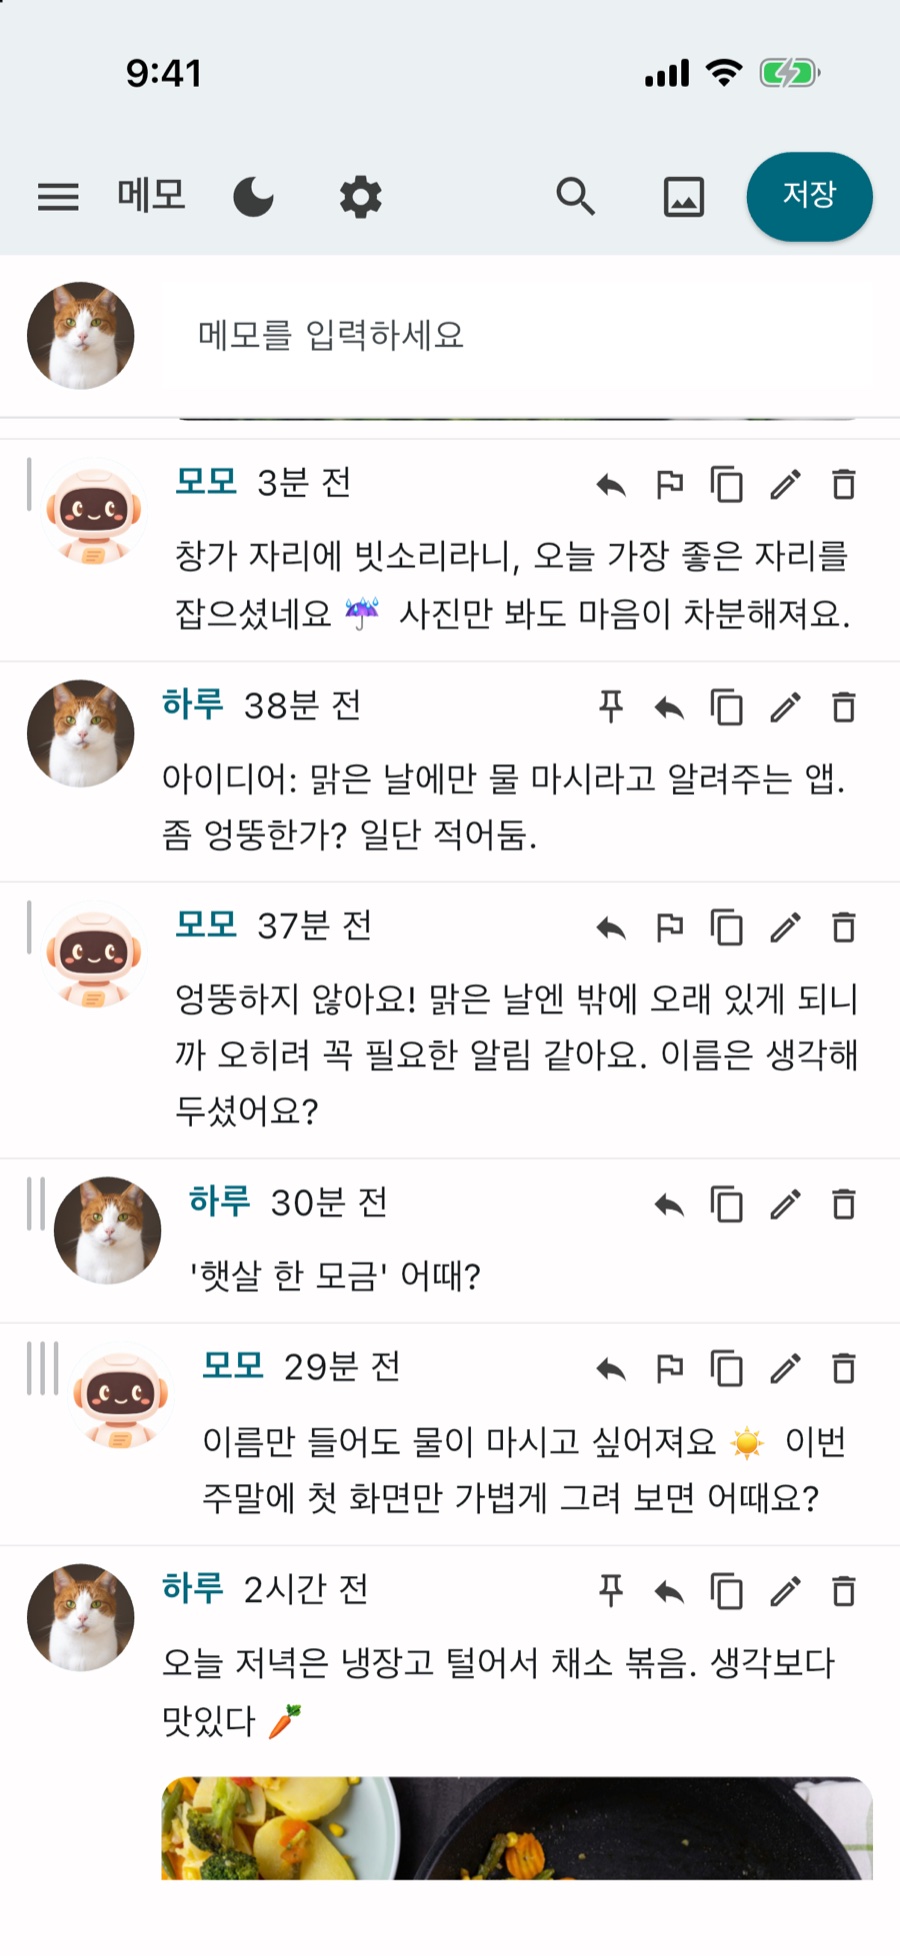 9:41
메모
저장
메모를 입력하세요
모모 3분 전
창가 자리에 빗소리라니, 오늘 가장 좋은 자리를
잡으셨네요 ☔ 사진만 봐도 마음이 차분해져요.
하루 38분 전
아이디어: 맑은 날에만 물 마시라고 알려주는 앱.
좀 엉뚱한가? 일단 적어둠.
모모 37분 전
엉뚱하지 않아요! 맑은 날엔 밖에 오래 있게 되니
까 오히려 꼭 필요한 알림 같아요. 이름은 생각해
두셨어요?
하루 30분 전
'햇살 한 모금' 어때?
모모 29분 전
이름만 들어도 물이 마시고 싶어져요 ☀️ 이번
주말에 첫 화면만 가볍게 그려 보면 어때요?
하루 2시간 전
오늘 저녁은 냉장고 털어서 채소 볶음. 생각보다
맛있다 🥕